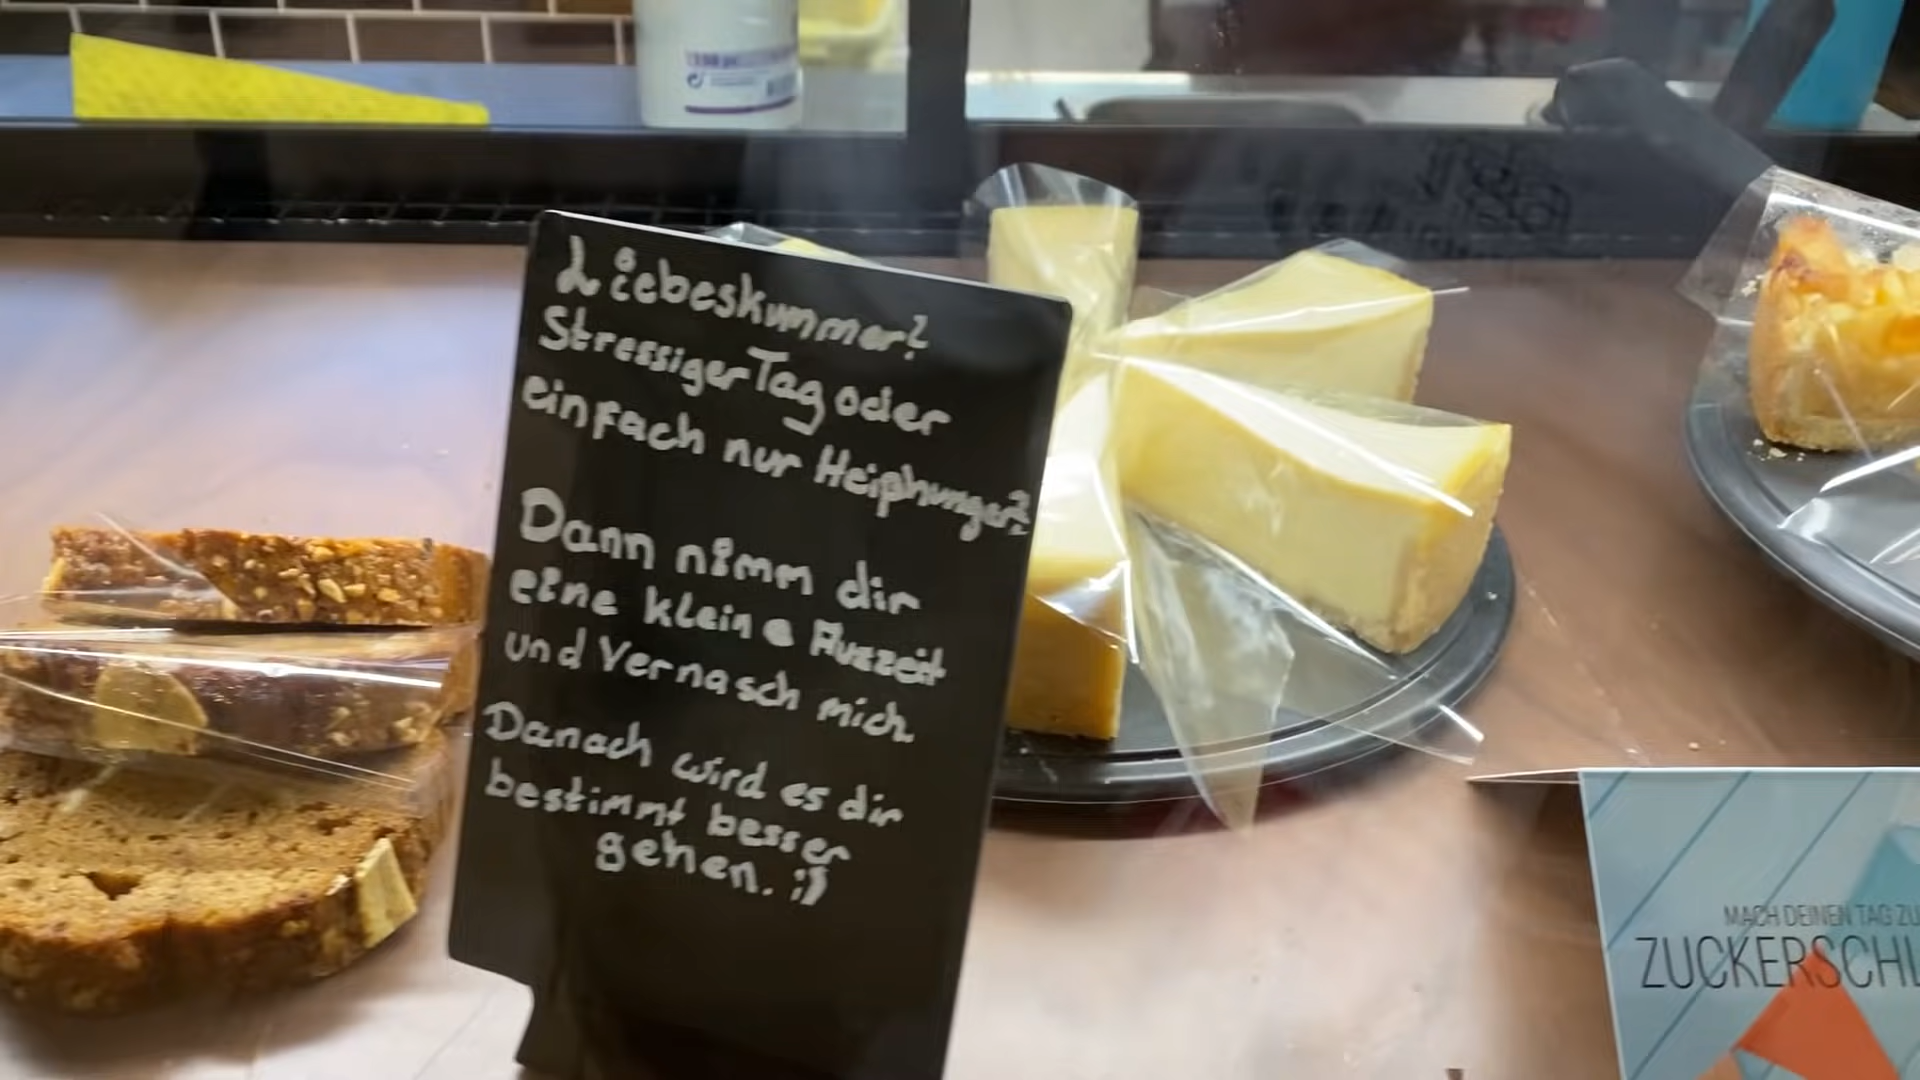 Liebeskummer?
Stressiger Tag oder
einfach nur Heiphunger?
Dann nimm dir
eine kleine Auszeit
und Vernasch mich.
Danach wird es dir
bestimmt besser
gehen. ;)
MACH DEINEN TAG ZU
ZUCKERSCHL